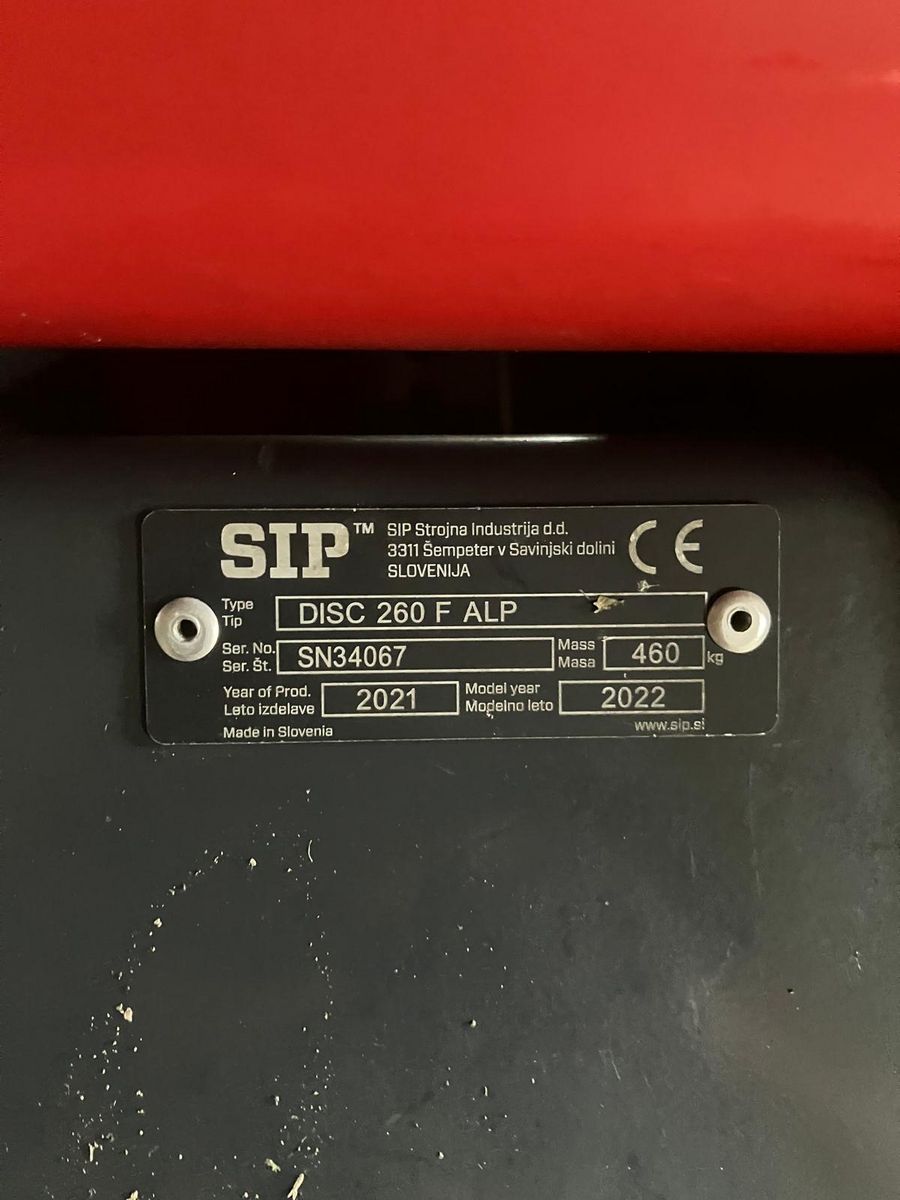 SIP™
SIP Strojna Industrija d.d.
3311 Šempeter v Savinjski dolini
SLOVENIJA
CE
Type
Tip
DISC 260 F ALP
Ser. No.
Ser. Št.
SN34067
Mass
Masa
460
kg
Year of Prod.
Leto izdelave
2021
Model year
Modelno leto
2022
Made in Slovenia
www.sip.si